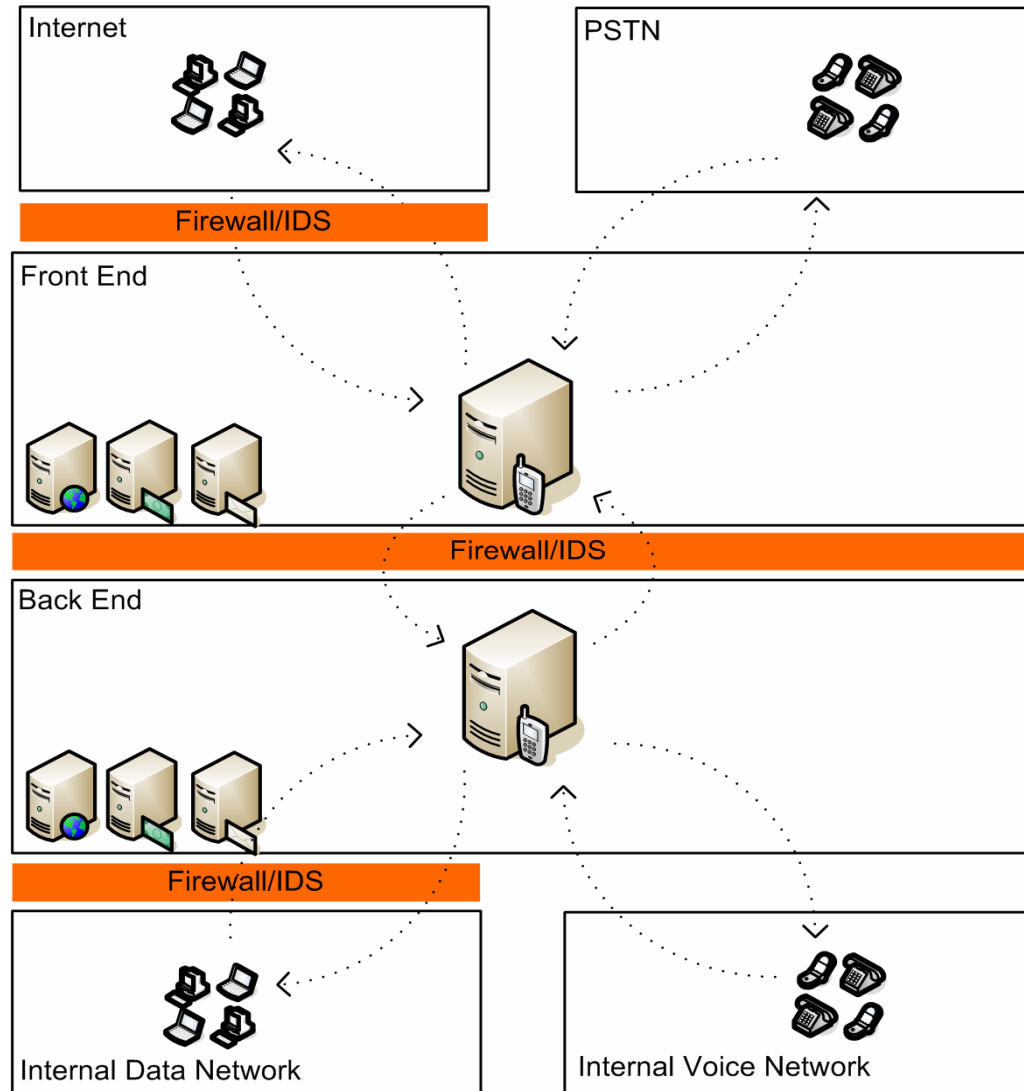 Internet
PSTN
Firewall/IDS
Front End
Firewall/IDS
Back End
Firewall/IDS
Internal Data Network
Internal Voice Network